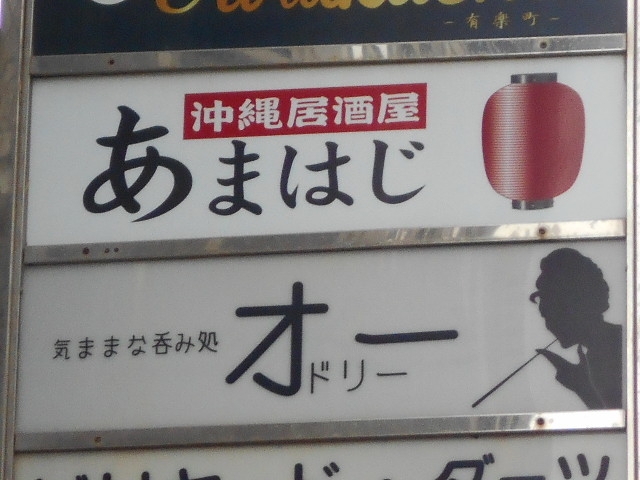 -有楽町-
沖縄居酒屋
あまはじ
気ままな呑み処 オードリー